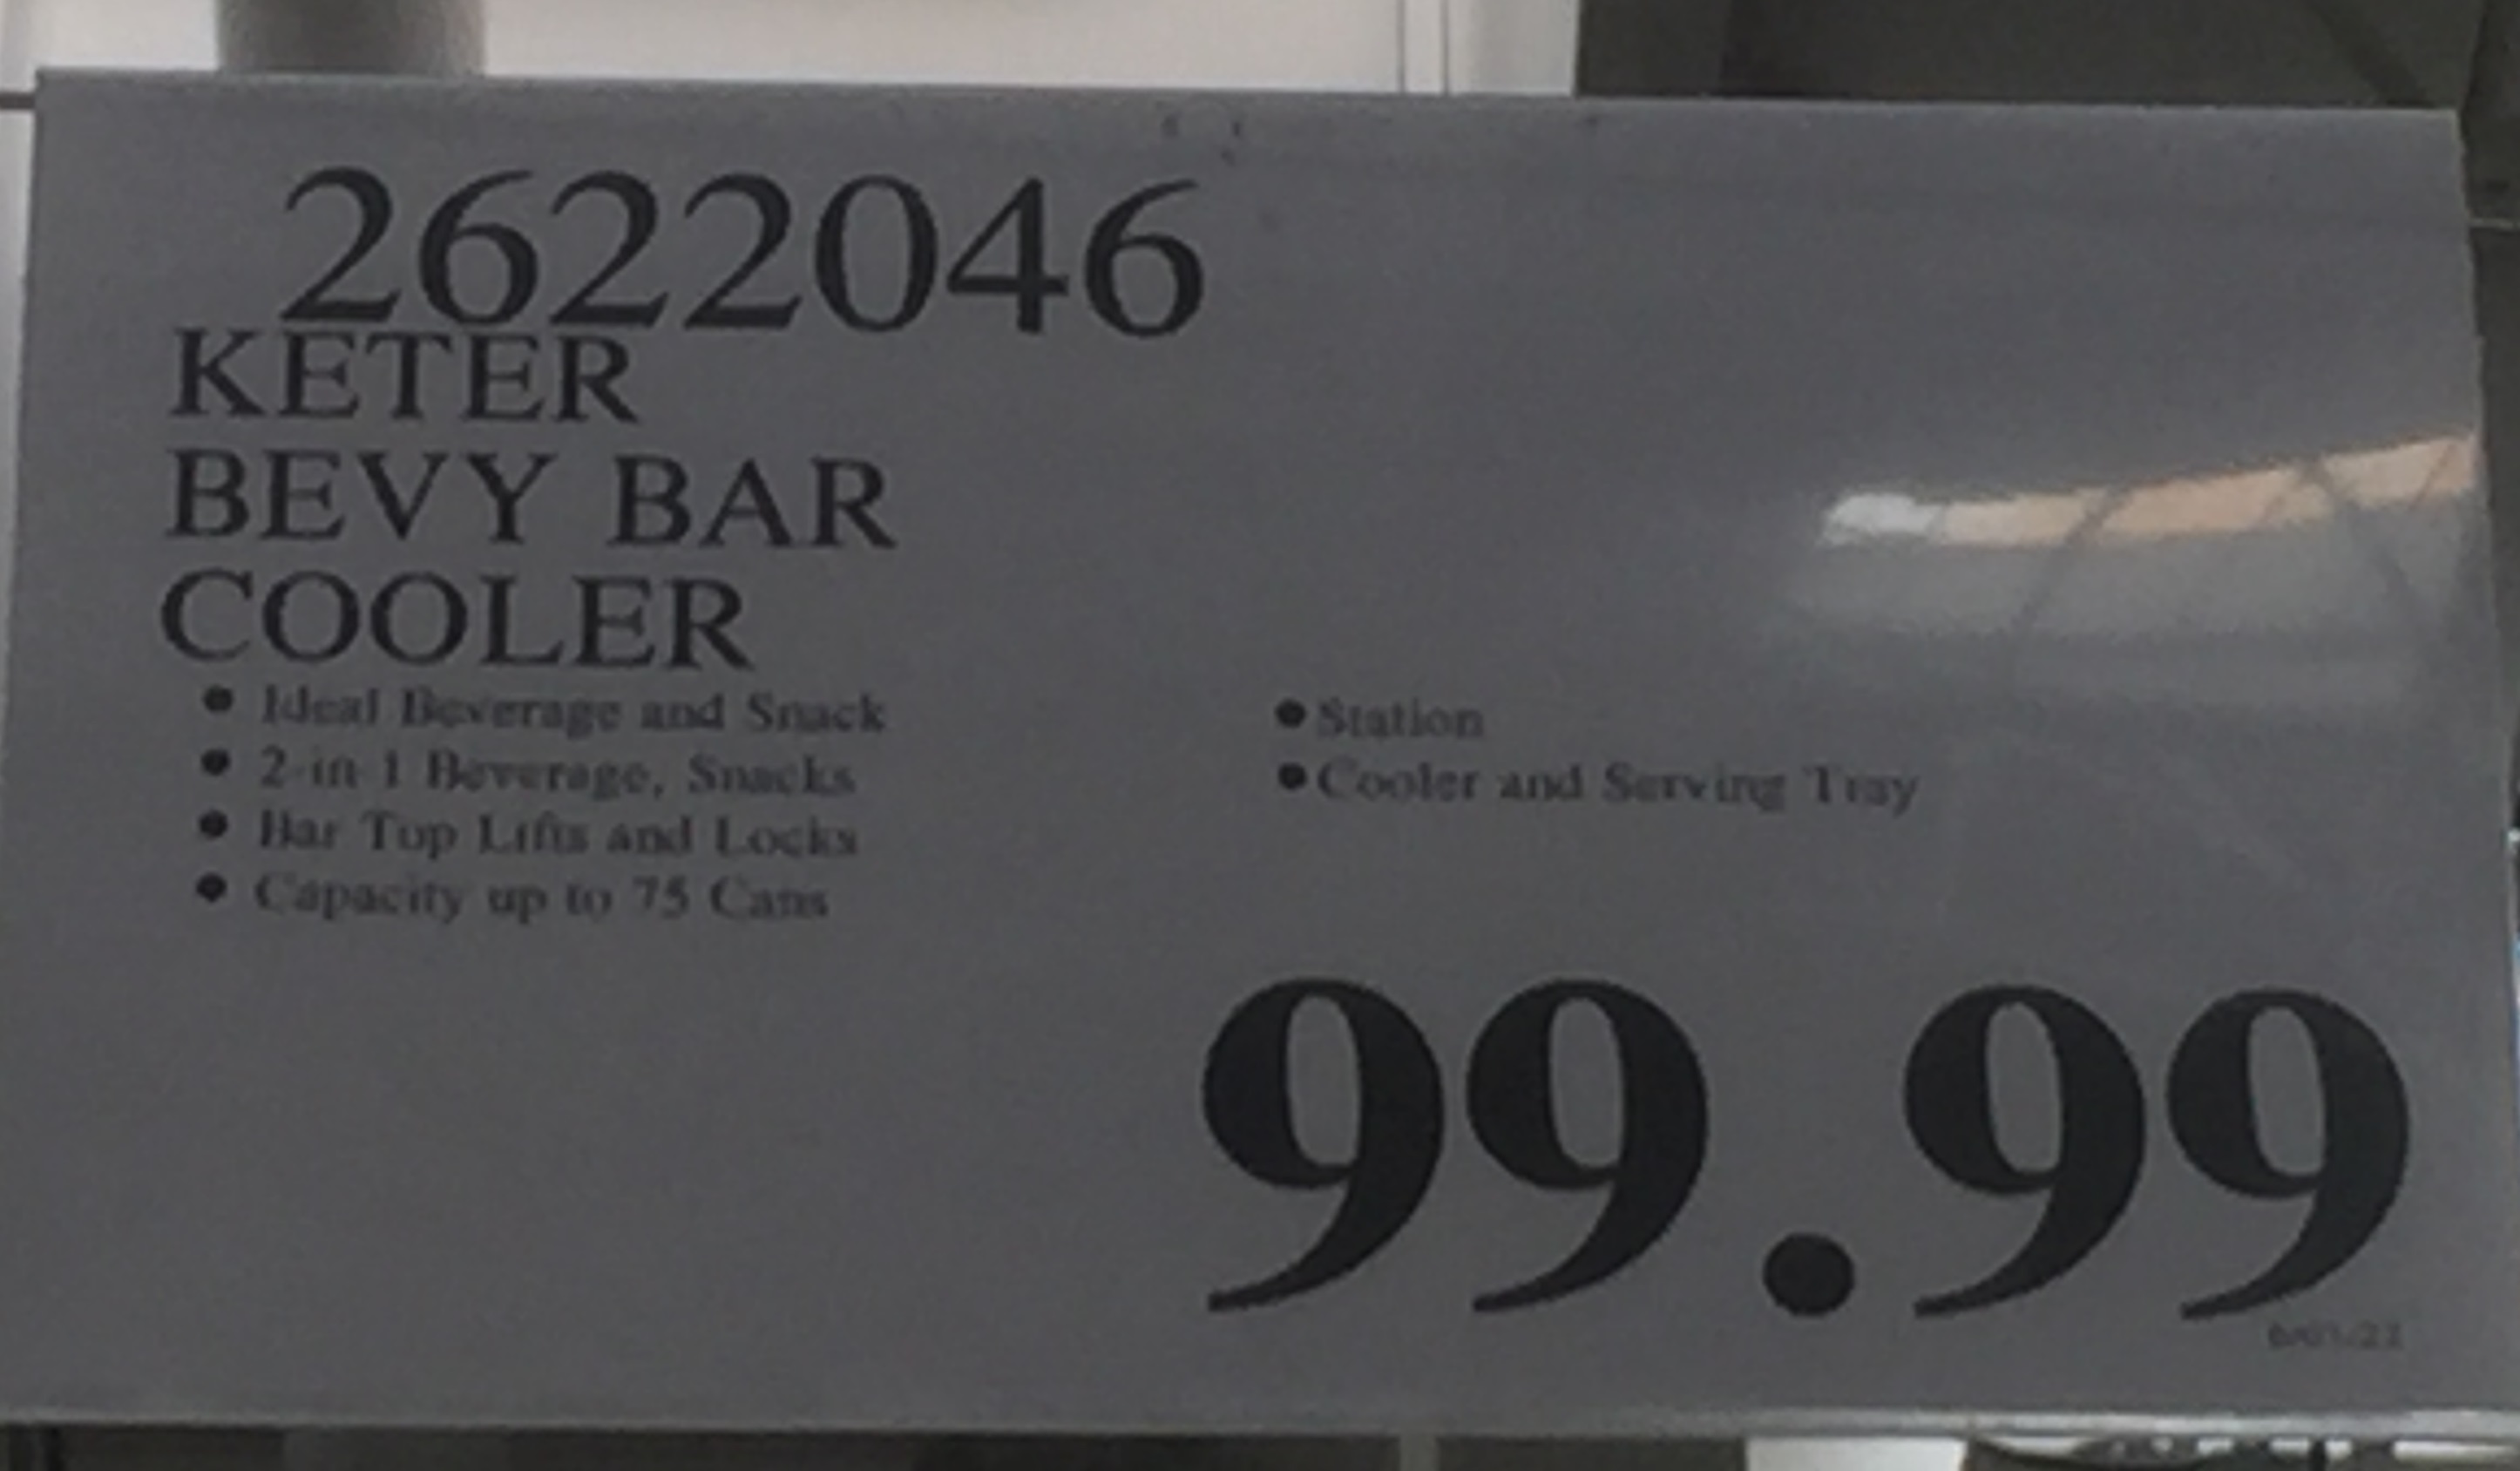 2622046
KETER
BEVY BAR
COOLER
• Ideal Beverage and Snack
• Station
• 2-in-1 Beverage, Snacks
• Cooler and Serving Tray
• Bar Top Lifts and Locks
• Capacity up to 75 Cans
99.99